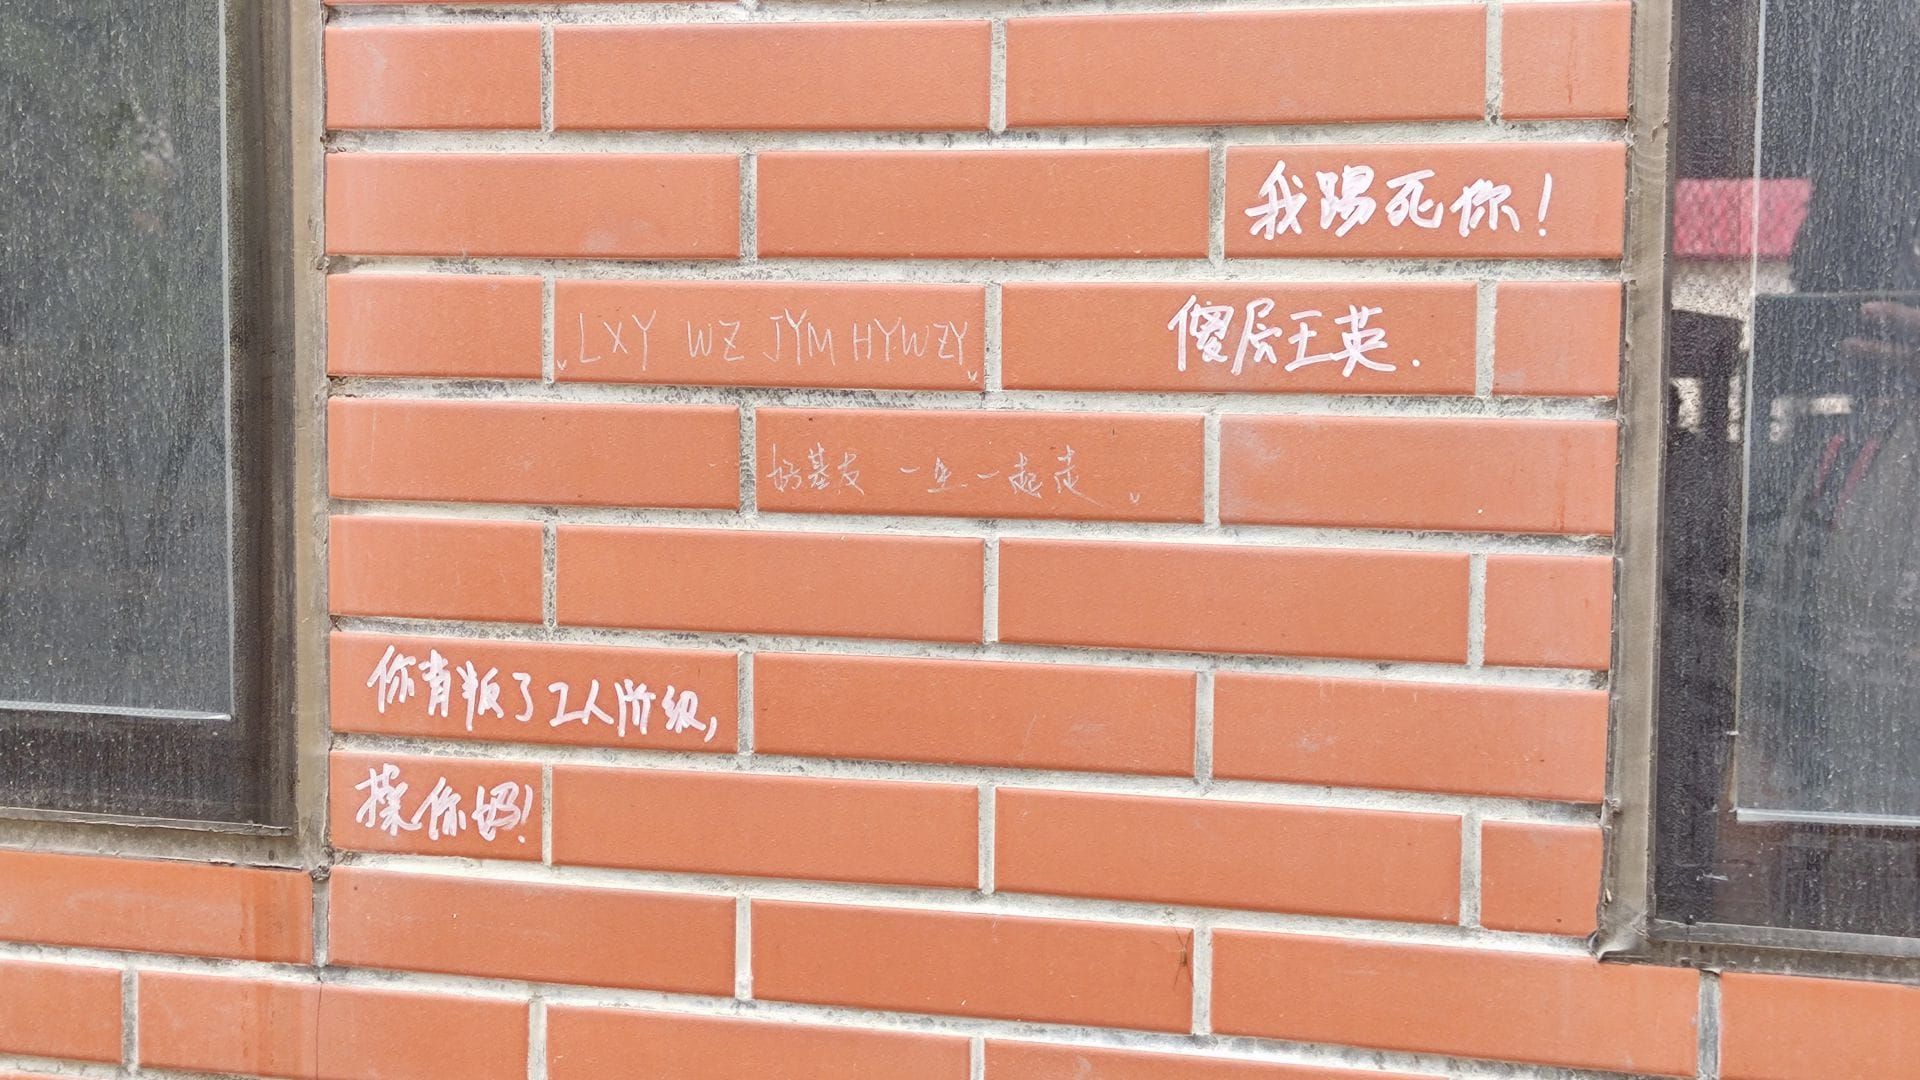 我踢死你!
LXY WZ JYM HYWZY
傻层王英.
好基友 一生一起走
你背叛了工人阶级,
操你妈!